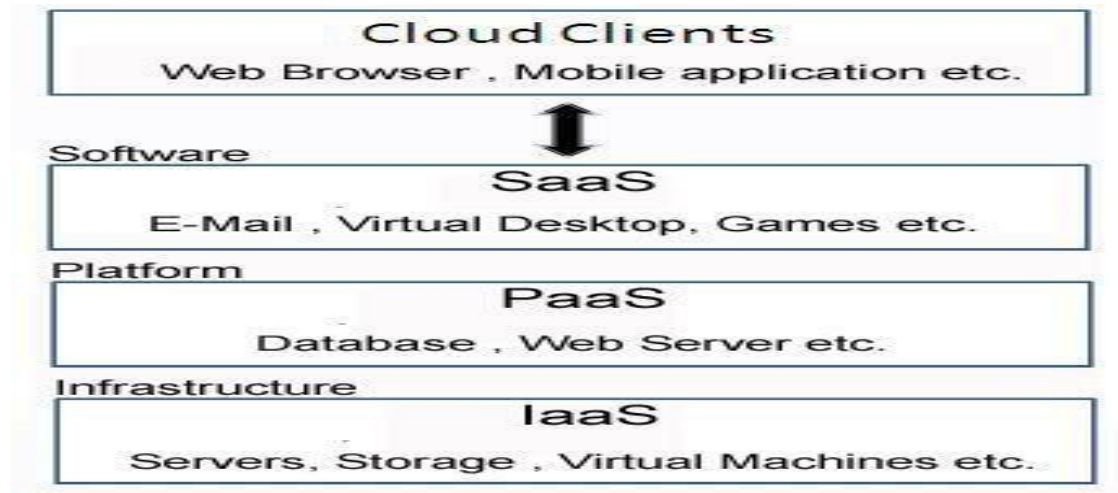 Cloud Clients
Web Browser , Mobile application etc.
Software
SaaS
E-Mail , Virtual Desktop, Games etc.
Platform
PaaS
Database , Web Server etc.
Infrastructure
IaaS
Servers, Storage , Virtual Machines etc.